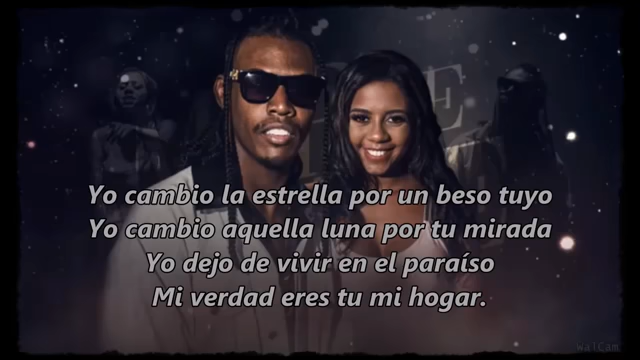 Yo cambio la estrella por un beso tuyo
Yo cambio aquella luna por tu mirada
Yo dejo de vivir en el paraíso
Mi verdad eres tu mi hogar.
WalCam